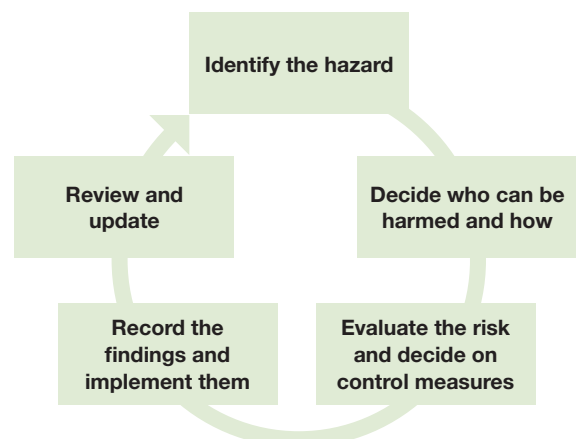 Identify the hazard
Decide who can be
harmed and how
Evaluate the risk
and decide on
control measures
Record the
findings and
implement them
Review and
update